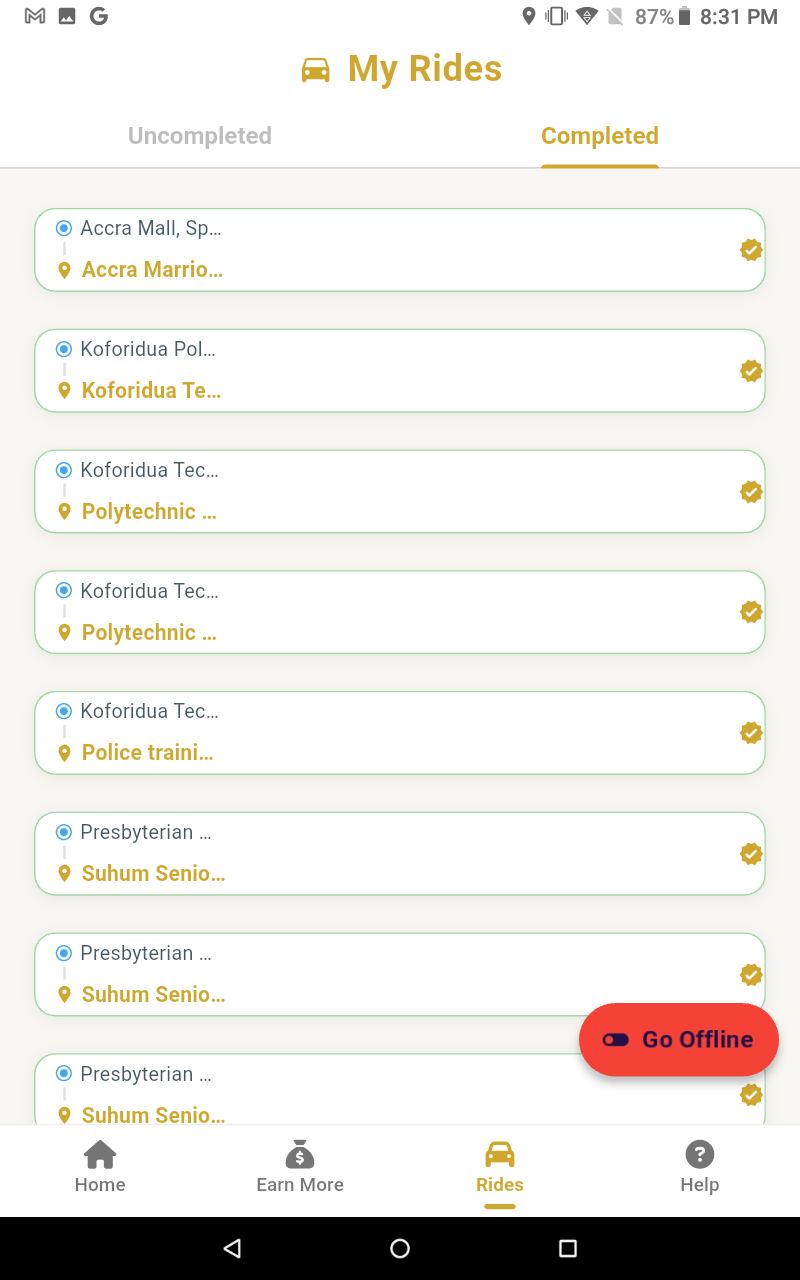 87% 8:31 PM
My Rides
Uncompleted Completed
Accra Mall, Sp…
Accra Marrio…
Koforidua Pol…
Koforidua Te…
Koforidua Tec…
Polytechnic …
Koforidua Tec…
Polytechnic …
Koforidua Tec…
Police traini…
Presbyterian …
Suhum Senio…
Presbyterian …
Suhum Senio…
Go Offline
Presbyterian …
Suhum Senio…
Home Earn More Rides Help